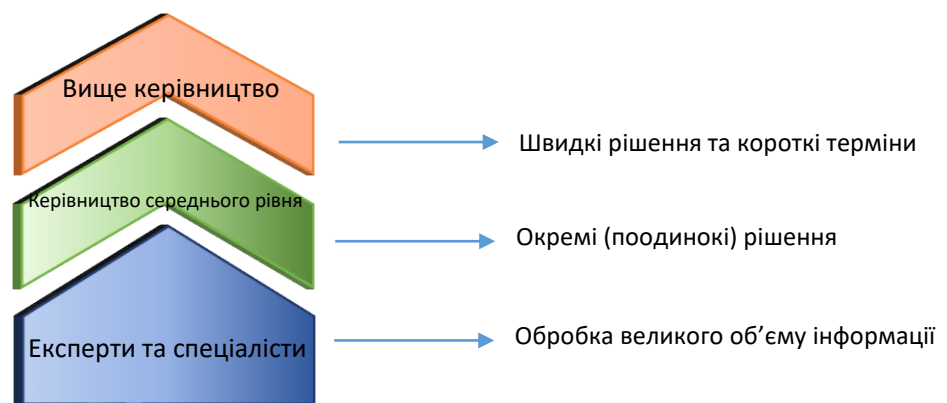 Вище керівництво
Швидкі рішення та короткі терміни
Керівництво середнього рівня
Окремі (поодинокі) рішення
Експерти та спеціалісти
Обробка великого об’єму інформації